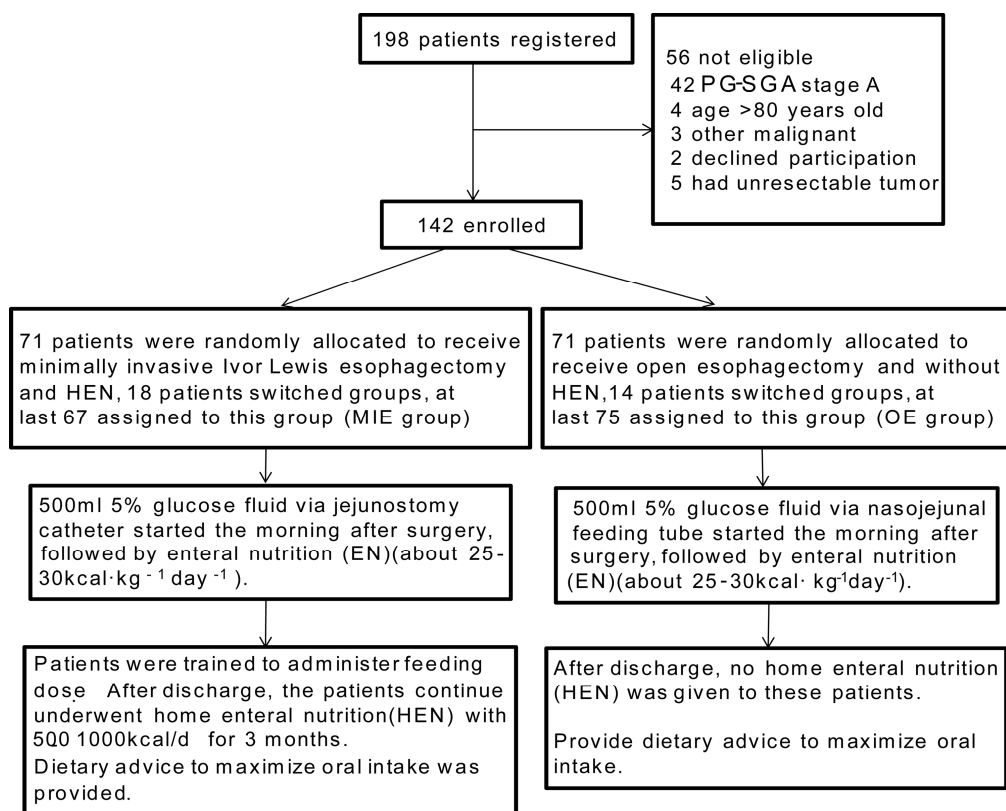 198 patients registered
56 not eligible
42 PG-SGA stage A
4 age >80 years old
3 other malignant
2 declined participation
5 had unresectable tumor
142 enrolled
71 patients were randomly allocated to receive
minimally invasive Ivor Lewis esophagectomy
and HEN, 18 patients switched groups, at
last 67 assigned to this group (MIE group)
71 patients were randomly allocated to
receive open esophagectomy and without
HEN,14 patients switched groups, at
last 75 assigned to this group (OE group)
500ml 5% glucose fluid via jejunostomy
catheter started the morning after surgery,
followed by enteral nutrition (EN)(about 25-
30kcal·kg⁻¹ day⁻¹ ).
500ml 5% glucose fluid via nasojejunal
feeding tube started the morning after
surgery, followed by enteral nutrition
(EN)(about 25-30kcal· kg⁻¹day⁻¹).
Patients were trained to administer feeding
dose. After discharge, the patients continue
underwent home enteral nutrition(HEN) with
500 1000kcal/d for 3 months.
Dietary advice to maximize oral intake was
provided.
After discharge, no home enteral nutrition
(HEN) was given to these patients.
Provide dietary advice to maximize oral
intake.